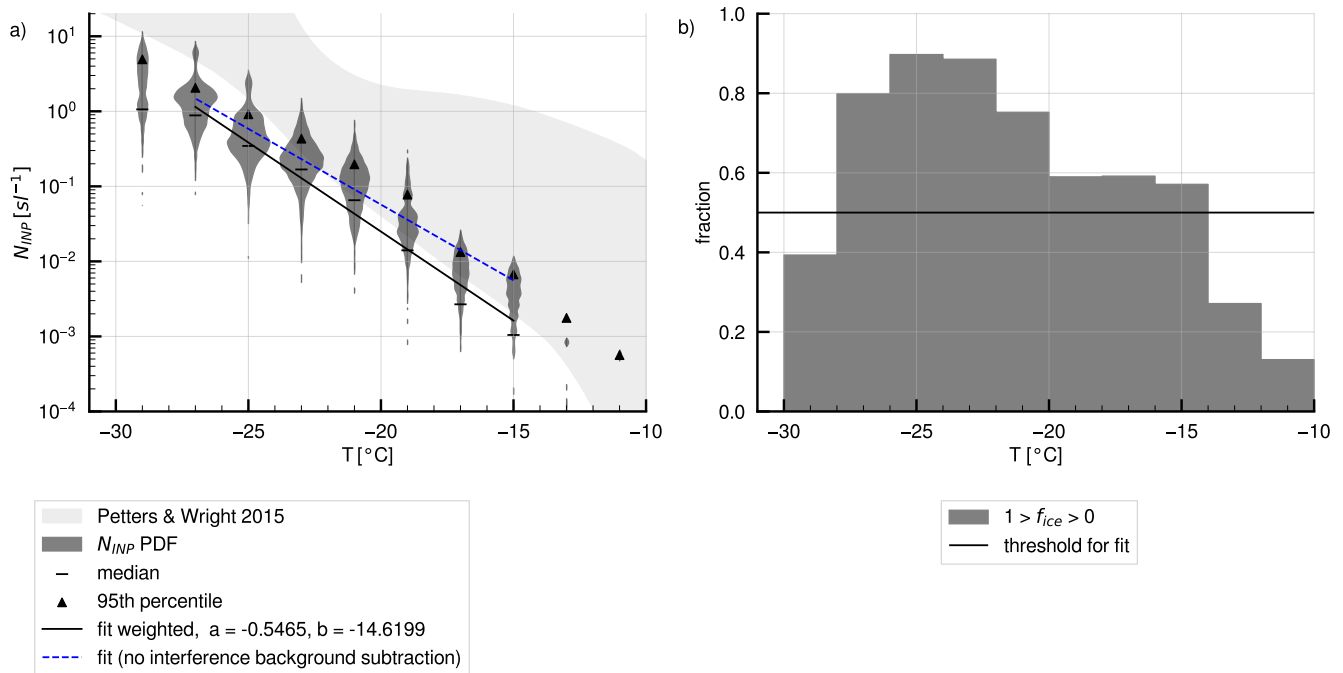 a)
10¹
10⁰
10⁻¹
10⁻²
10⁻³
10⁻⁴
N_INP [sl⁻¹]
−30 −25 −20 −15 −10
T [°C]
b)
1.0
0.8
0.6
0.4
0.2
0.0
fraction
−30 −25 −20 −15 −10
T [°C]
Petters & Wright 2015
N_INP PDF
median
95th percentile
fit weighted, a = -0.5465, b = -14.6199
fit (no interference background subtraction)
1 > f_ice > 0
threshold for fit